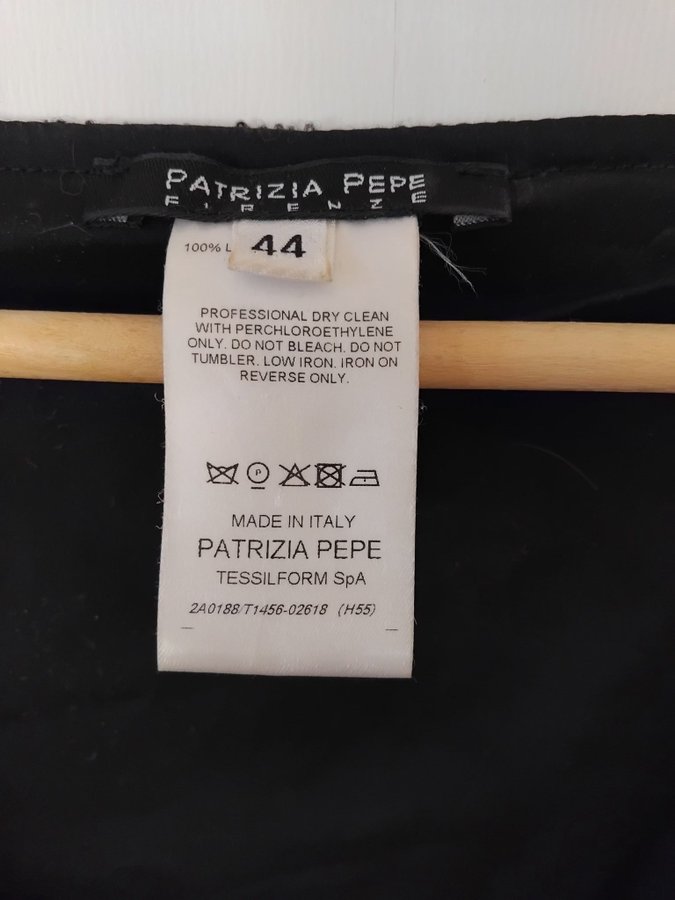 PATRIZIA PEPE
FIRENZE
44
100% L
PROFESSIONAL DRY CLEAN
WITH PERCHLOROETHYLENE
ONLY. DO NOT BLEACH. DO NOT
TUMBLER. LOW IRON. IRON ON
REVERSE ONLY.
P
MADE IN ITALY
PATRIZIA PEPE
TESSILFORM SpA
2A0188/T1456-02618 (H55)